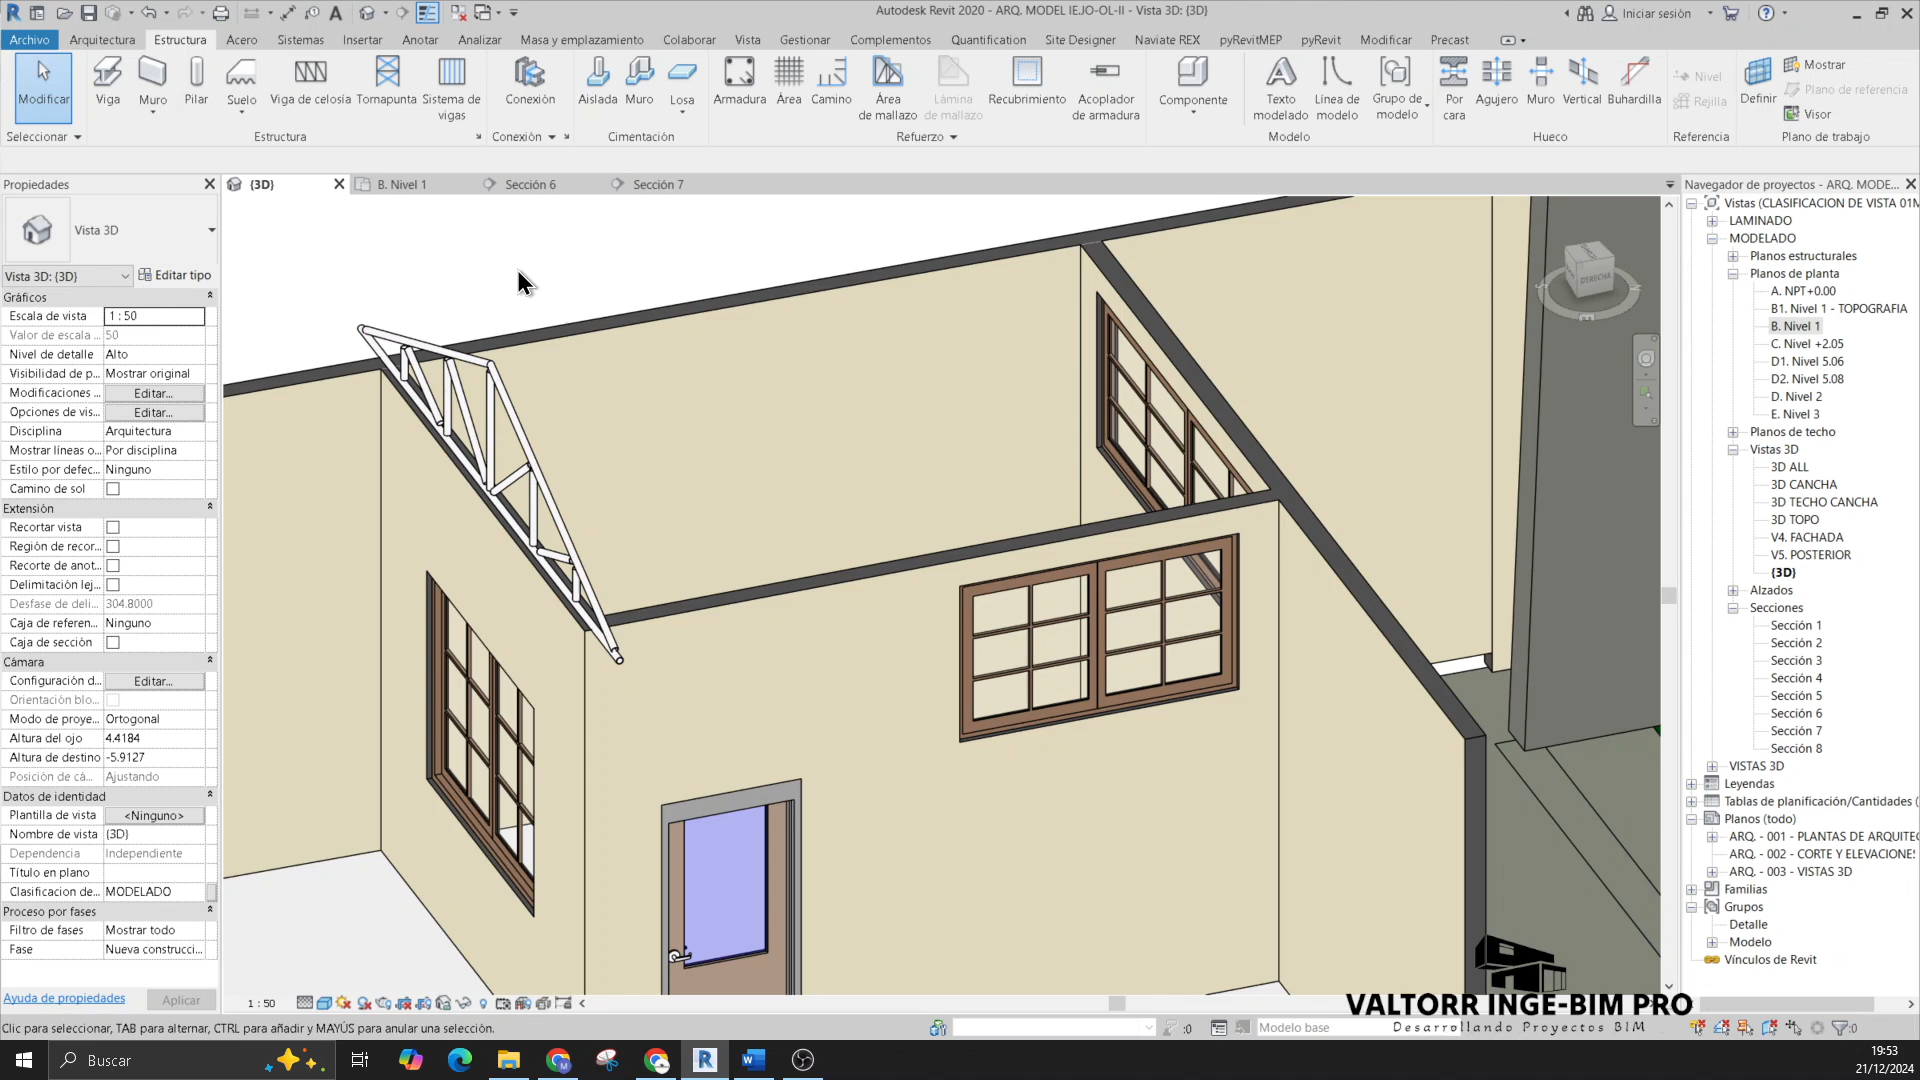 Autodesk Revit 2020 - ARQ. MODEL IEJO-OL-II - Vista 3D: {3D}
Iniciar sesión
Archivo Arquitectura Estructura Acero Sistemas Insertar Anotar Analizar Masa y emplazamiento Colaborar Vista Gestionar Complementos Quantification Site Designer Naviate REX pyRevitMEP pyRevit Modificar Precast
Modificar Viga Muro Pilar Suelo Viga de celosía Tornapunta Sistema de vigas Conexión Aislada Muro Losa Armadura Área Camino Área de mallazo Lámina de mallazo Recubrimiento Acoplador de armadura Componente Texto modelado Línea de modelo Grupo de modelo Por cara Agujero Muro Vertical Buhardilla Nivel Rejilla Definir Mostrar Plano de referencia Visor
Seleccionar Estructura Conexión Cimentación Refuerzo Modelo Hueco Referencia Plano de trabajo
Propiedades
{3D} B. Nivel 1 Sección 6 Sección 7
Vista 3D
Vista 3D: {3D} Editar tipo
Gráficos
Escala de vista 1 : 50
Valor de escala ... 50
Nivel de detalle Alto
Visibilidad de p... Mostrar original
Modificaciones ... Editar...
Opciones de vis... Editar...
Disciplina Arquitectura
Mostrar líneas o... Por disciplina
Estilo por defec... Ninguno
Camino de sol
Extensión
Recortar vista
Región de recor...
Recorte de anot...
Delimitación lej...
Desfase de deli... 304.8000
Caja de referen... Ninguno
Caja de sección
Cámara
Configuración d... Editar...
Orientación blo...
Modo de proye... Ortogonal
Altura del ojo 4.4184
Altura de destino -5.9127
Posición de cá... Ajustando
Datos de identidad
Plantilla de vista <Ninguno>
Nombre de vista {3D}
Dependencia Independiente
Título en plano
Clasificacion de... MODELADO
Proceso por fases
Filtro de fases Mostrar todo
Fase Nueva construcci...
Ayuda de propiedades Aplicar
DERECHA
Navegador de proyectos - ARQ. MODE...
Vistas (CLASIFICACION DE VISTA 01M
LAMINADO
MODELADO
Planos estructurales
Planos de planta
A. NPT+0.00
B1. Nivel 1 - TOPOGRAFIA
B. Nivel 1
C. Nivel +2.05
D1. Nivel 5.06
D2. Nivel 5.08
D. Nivel 2
E. Nivel 3
Planos de techo
Vistas 3D
3D ALL
3D CANCHA
3D TECHO CANCHA
3D TOPO
V4. FACHADA
V5. POSTERIOR
{3D}
Alzados
Secciones
Sección 1
Sección 2
Sección 3
Sección 4
Sección 5
Sección 6
Sección 7
Sección 8
VISTAS 3D
Leyendas
Tablas de planificación/Cantidades (
Planos (todo)
ARQ. - 001 - PLANTAS DE ARQUITEC
ARQ. - 002 - CORTE Y ELEVACIONE
ARQ. - 003 - VISTAS 3D
Familias
Grupos
Detalle
Modelo
Vínculos de Revit
1 : 50
VALTORR INGE-BIM PRO
Desarrollando Proyectos BIM
Clic para seleccionar, TAB para alternar, CTRL para añadir y MAYÚS para anular una selección.
:0 Modelo base :0
Buscar
19:53
21/12/2024